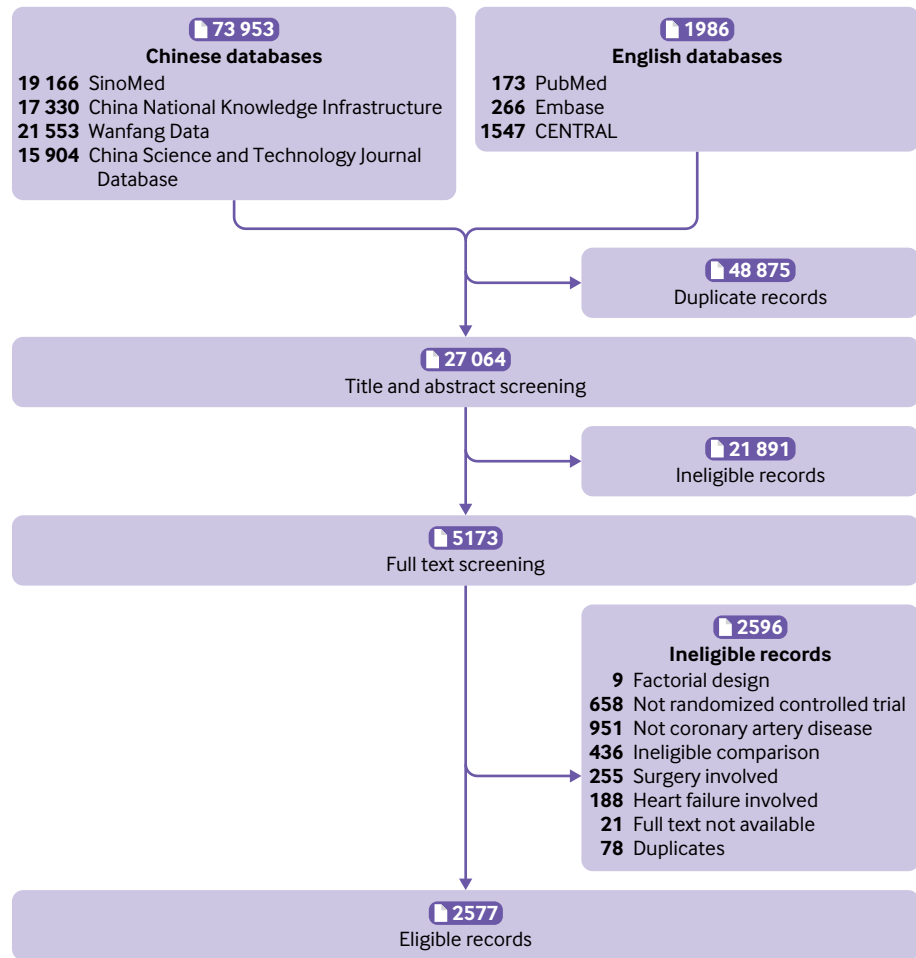 73 953
Chinese databases
19 166 SinoMed
17 330 China National Knowledge Infrastructure
21 553 Wanfang Data
15 904 China Science and Technology Journal
Database
1986
English databases
173 PubMed
266 Embase
1547 CENTRAL
48 875
Duplicate records
27 064
Title and abstract screening
21 891
Ineligible records
5173
Full text screening
2596
Ineligible records
9 Factorial design
658 Not randomized controlled trial
951 Not coronary artery disease
436 Ineligible comparison
255 Surgery involved
188 Heart failure involved
21 Full text not available
78 Duplicates
2577
Eligible records